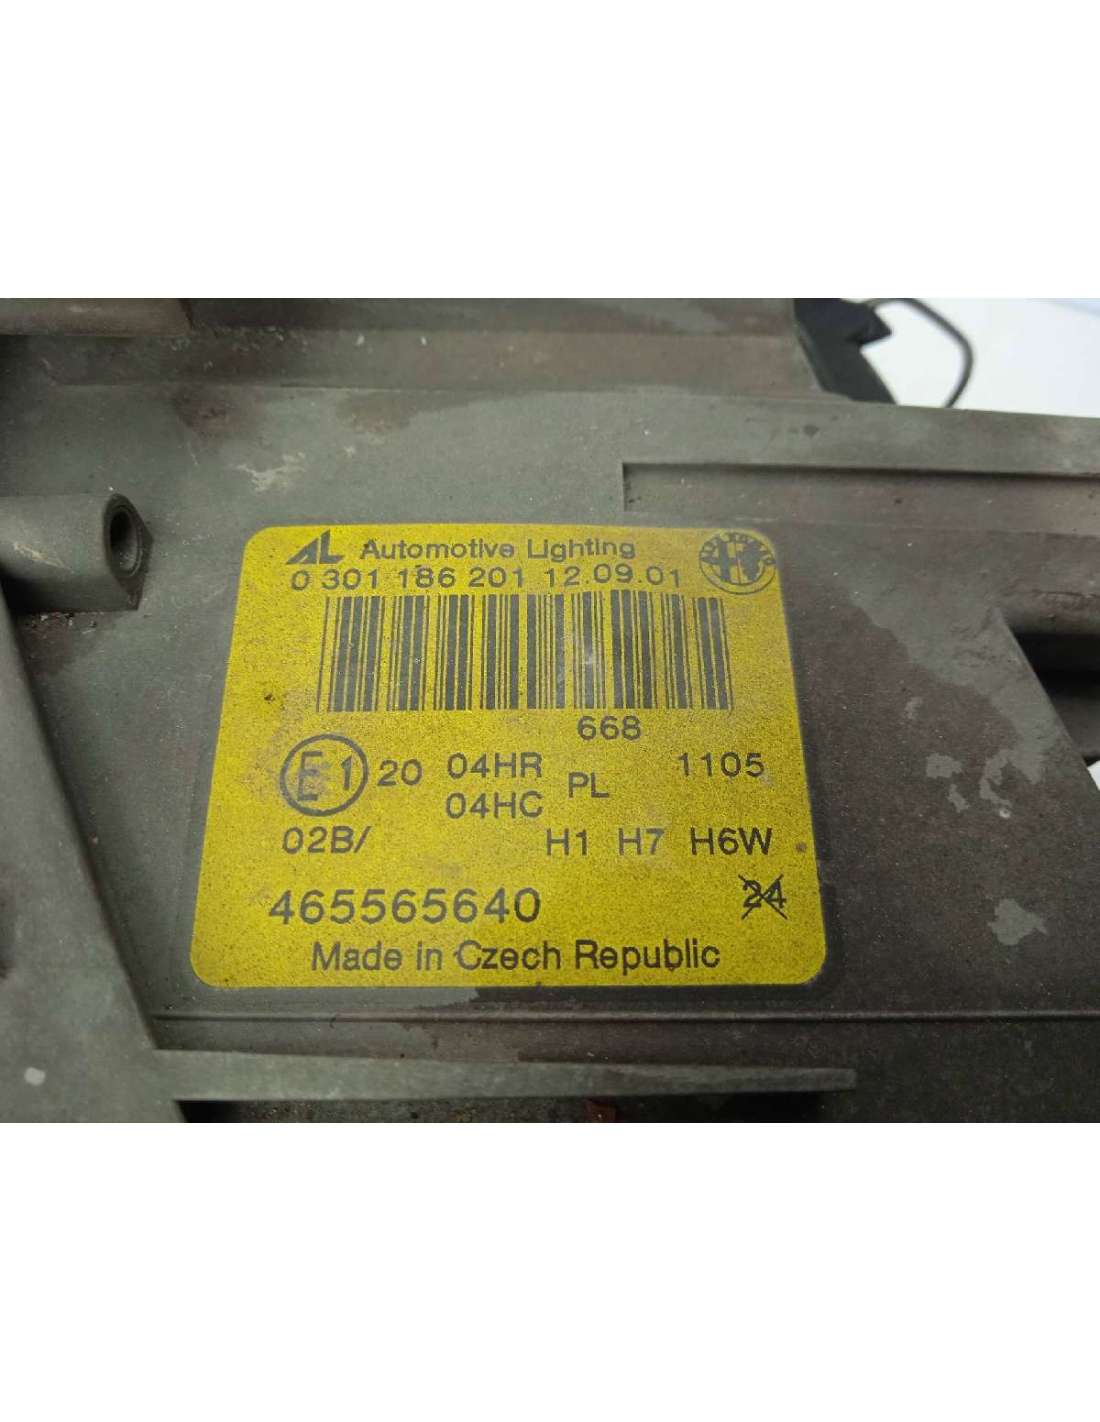 AL Automotive Lighting
0 301 186 201 12.09.01
668
E1 20 04HR PL 1105
04HC
02B/ H1 H7 H6W
465565640 24
Made in Czech Republic